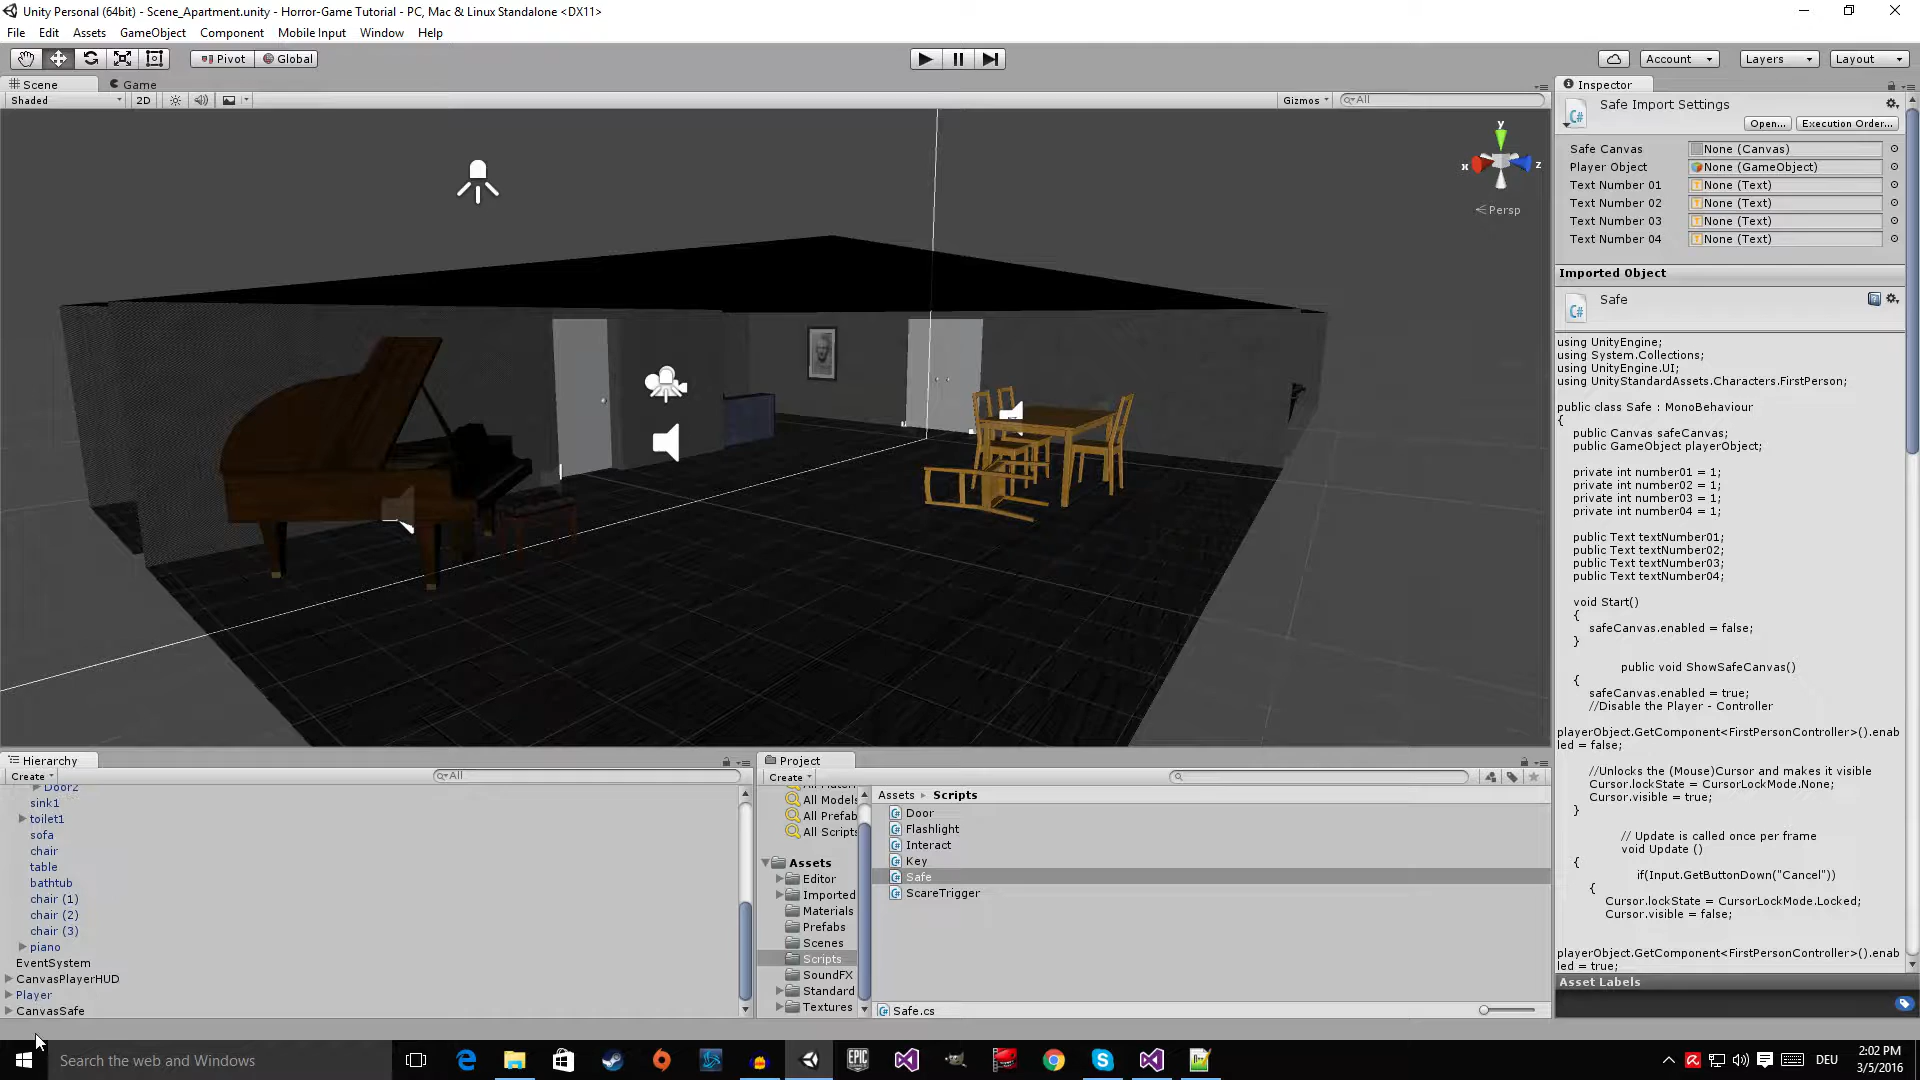 Unity Personal (64bit) - Scene_Apartment.unity - Horror-Game Tutorial - PC, Mac & Linux Standalone <DX11>
File Edit Assets GameObject Component Mobile Input Window Help
Pivot Global Account Layers Layout
Scene Game
Shaded 2D Gizmos All
y
x z
Persp
Inspector
Safe Import Settings
Open... Execution Order...
Safe Canvas None (Canvas)
Player Object None (GameObject)
Text Number 01 None (Text)
Text Number 02 None (Text)
Text Number 03 None (Text)
Text Number 04 None (Text)
Imported Object
Safe
using UnityEngine;
using System.Collections;
using UnityEngine.UI;
using UnityStandardAssets.Characters.FirstPerson;
public class Safe : MonoBehaviour
{
public Canvas safeCanvas;
public GameObject playerObject;
private int number01 = 1;
private int number02 = 1;
private int number03 = 1;
private int number04 = 1;
public Text textNumber01;
public Text textNumber02;
public Text textNumber03;
public Text textNumber04;
void Start()
{
safeCanvas.enabled = false;
}
public void ShowSafeCanvas()
{
safeCanvas.enabled = true;
//Disable the Player - Controller
playerObject.GetComponent<FirstPersonController>().enab
led = false;
//Unlocks the (Mouse)Cursor and makes it visible
Cursor.lockState = CursorLockMode.None;
Cursor.visible = true;
}
// Update is called once per frame
void Update ()
{
if(Input.GetButtonDown("Cancel"))
{
Cursor.lockState = CursorLockMode.Locked;
Cursor.visible = false;
playerObject.GetComponent<FirstPersonController>().enab
led = true;
Asset Labels
Hierarchy
Create All
Door2
sink1
toilet1
sofa
chair
table
bathtub
chair (1)
chair (2)
chair (3)
piano
EventSystem
CanvasPlayerHUD
Player
CanvasSafe
Project
Create
All Models
All Prefab
All Scripts
Assets
Editor
Imported
Materials
Prefabs
Scenes
Scripts
SoundFX
Standard
Textures
Assets Scripts
Door
Flashlight
Interact
Key
Safe
ScareTrigger
Safe.cs
Search the web and Windows
EPIC
GAMES
DEU
2:02 PM
3/5/2016